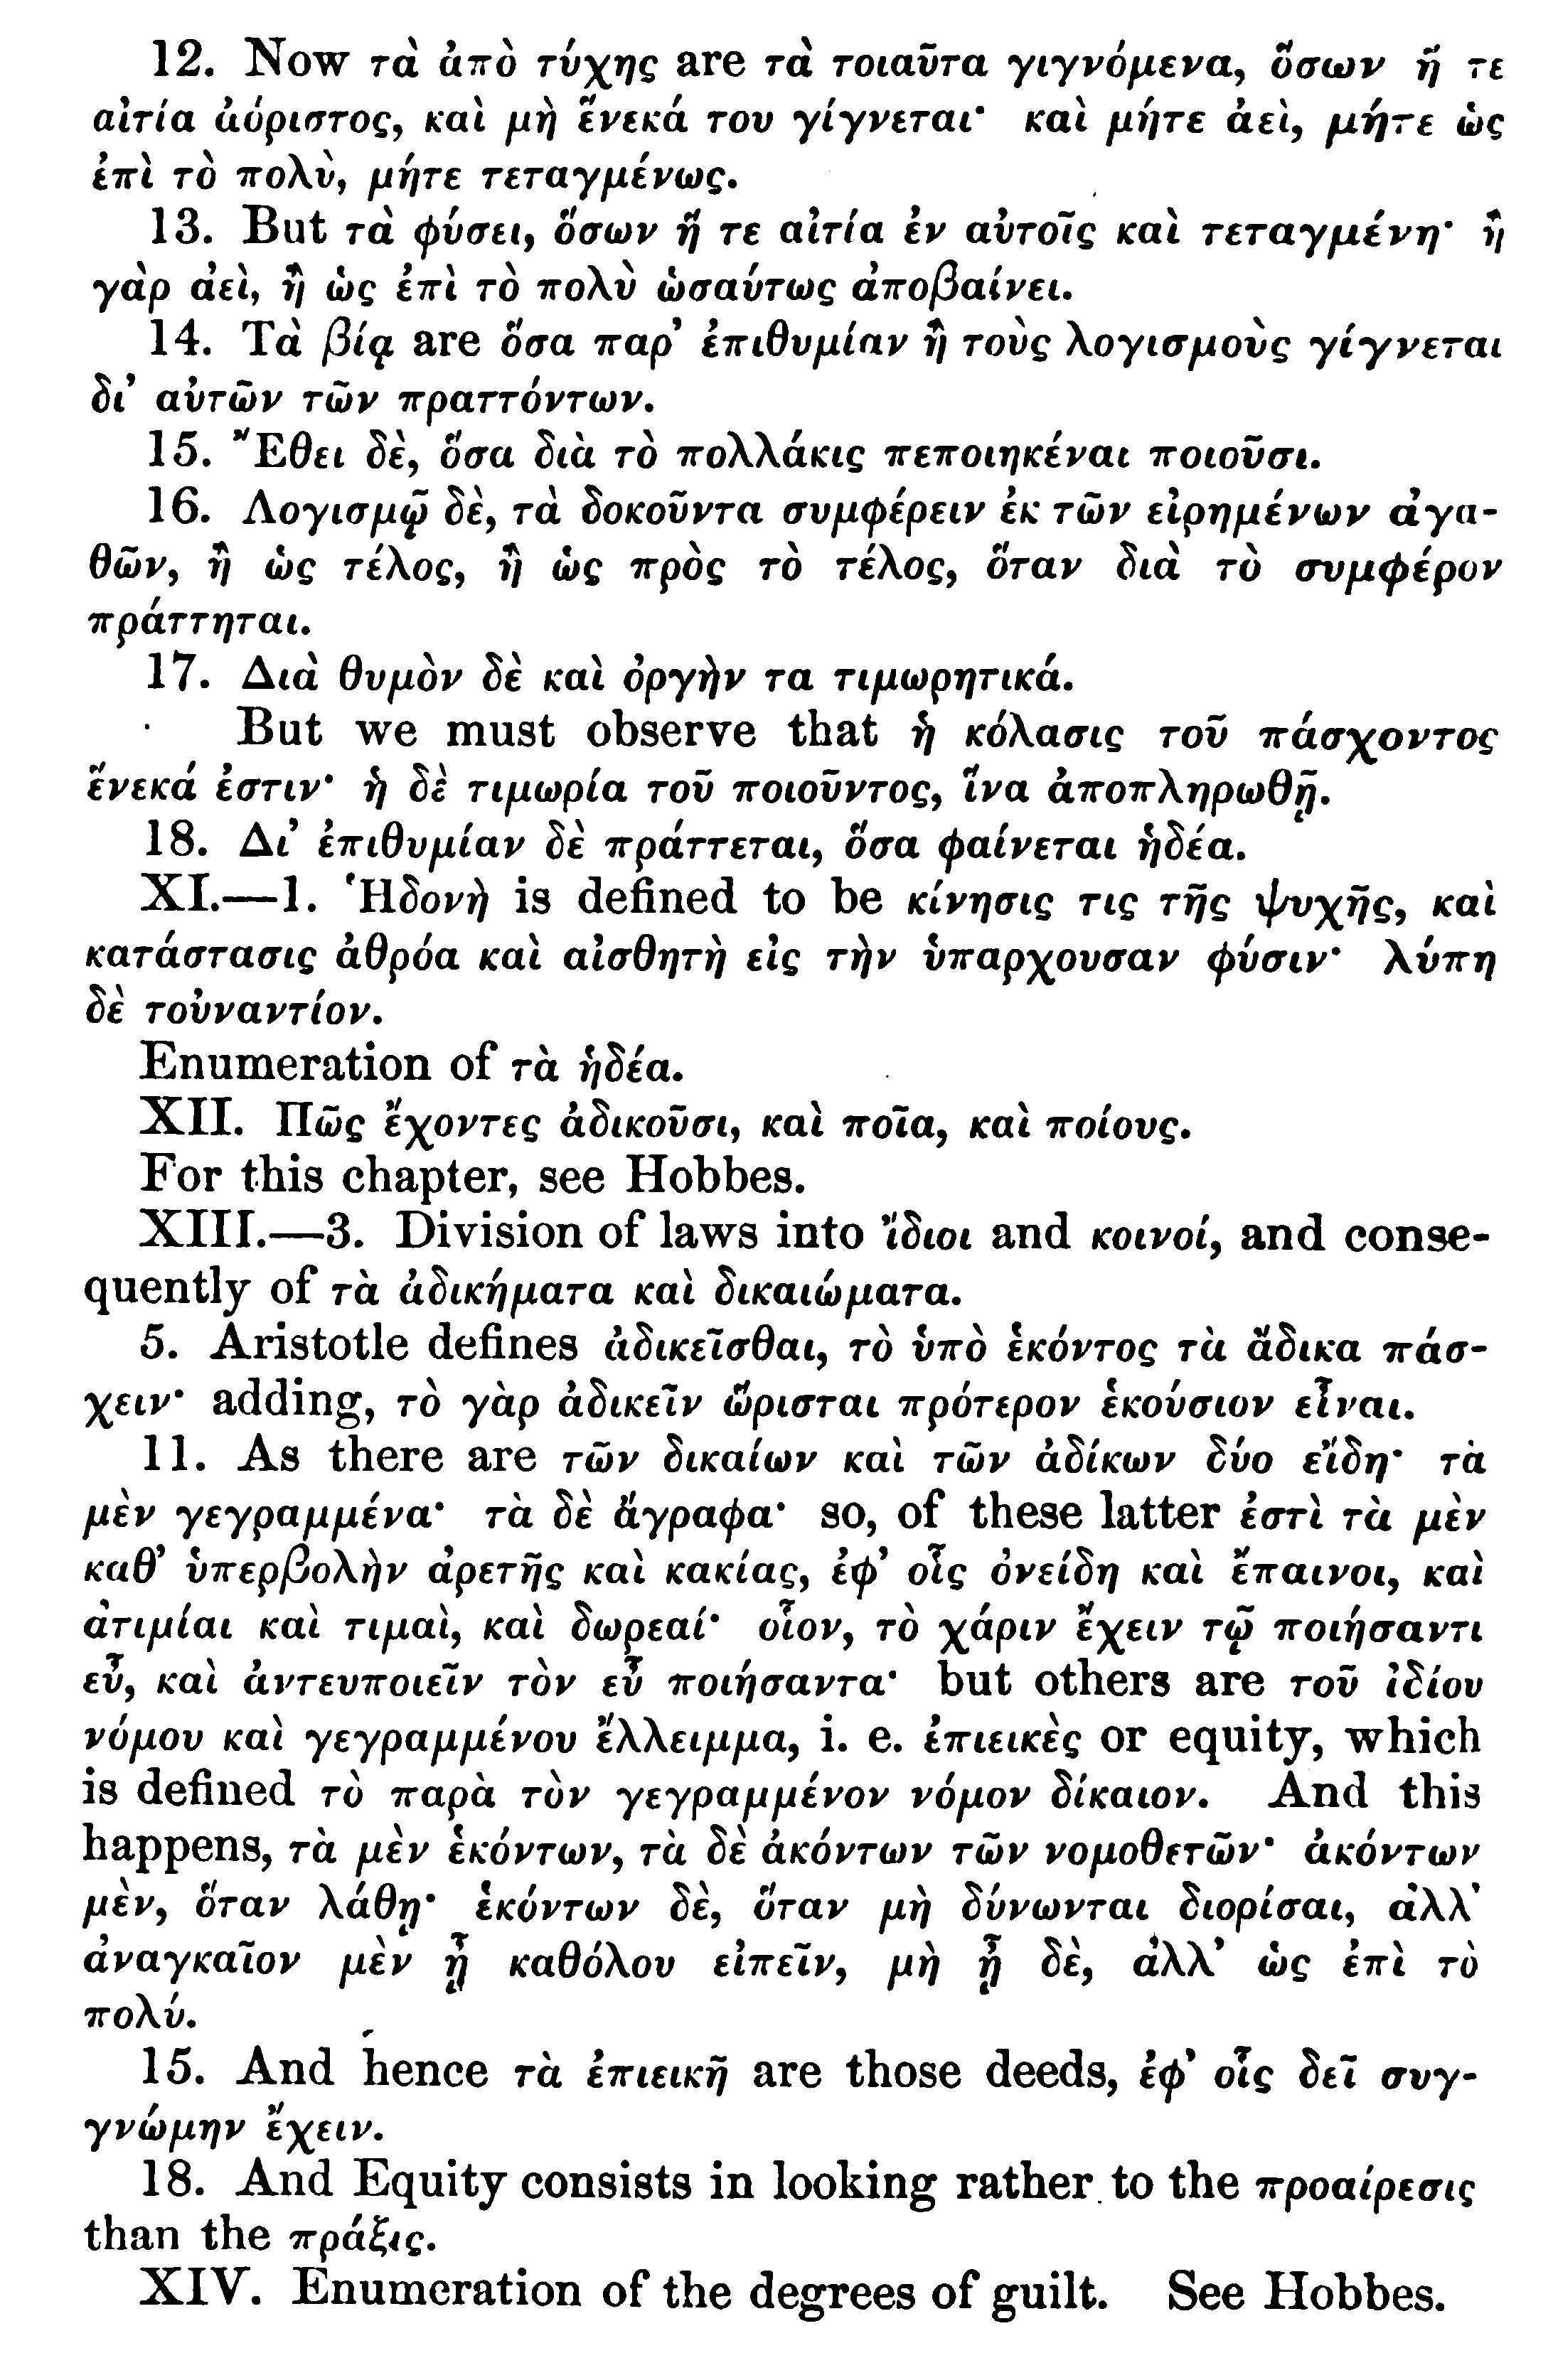 12. Now τὰ ἀπὸ τύχης are τὰ τοιαῦτα γιγνόμενα, ὅσων ἥ τε
αἰτία ἀόριστος, καὶ μὴ ἕνεκά του γίγνεται· καὶ μήτε ἀεὶ, μήτε ὡς
ἐπὶ τὸ πολὺ, μήτε τεταγμένως.
13. But τὰ φύσει, ὅσων ἥ τε αἰτία ἐν αὐτοῖς καὶ τεταγμένη· ἢ
γὰρ ἀεὶ, ἢ ὡς ἐπὶ τὸ πολὺ ὡσαύτως ἀποβαίνει.
14. Τὰ βίᾳ are ὅσα παρ’ ἐπιθυμίαν ἢ τοὺς λογισμοὺς γίγνεται
δι’ αὐτῶν τῶν πραττόντων.
15. Ἔθει δὲ, ὅσα διὰ τὸ πολλάκις πεποιηκέναι ποιοῦσι.
16. Λογισμῷ δὲ, τὰ δοκοῦντα συμφέρειν ἐκ τῶν εἰρημένων ἀγα-
θῶν, ἢ ὡς τέλος, ἢ ὡς πρὸς τὸ τέλος, ὅταν διὰ τὸ συμφέρον
πράττηται.
17. Διὰ θυμὸν δὲ καὶ ὀργὴν τα τιμωρητικά.
But we must observe that ἡ κόλασις τοῦ πάσχοντος
ἕνεκά ἐστιν· ἡ δὲ τιμωρία τοῦ ποιοῦντος, ἵνα ἀποπληρωθῇ.
18. Δι’ ἐπιθυμίαν δὲ πράττεται, ὅσα φαίνεται ἡδέα.
XI.—1. Ἡδονὴ is defined to be κίνησις τις τῆς ψυχῆς, καὶ
κατάστασις ἀθρόα καὶ αἰσθητὴ εἰς τὴν ὑπαρχουσαν φύσιν· λύπη
δὲ τοὐναντίον.
Enumeration of τὰ ἡδέα.
XII. Πῶς ἔχοντες ἀδικοῦσι, καὶ ποῖα, καὶ ποίους.
For this chapter, see Hobbes.
XIII.—3. Division of laws into ἴδιοι and κοινοί, and conse-
quently of τὰ ἀδικήματα καὶ δικαιώματα.
5. Aristotle defines ἀδικεῖσθαι, τὸ ὑπὸ ἑκόντος τὰ ἄδικα πάσ-
χειν· adding, τὸ γὰρ ἀδικεῖν ὥρισται πρότερον ἑκούσιον εἶναι.
11. As there are τῶν δικαίων καὶ τῶν ἀδίκων δύο εἴδη· τὰ
μὲν γεγραμμένα· τὰ δὲ ἄγραφα· so, of these latter ἐστὶ τὰ μὲν
καθ’ ὑπερβολὴν ἀρετῆς καὶ κακίας, ἐφ’ οἷς ὀνείδη καὶ ἔπαινοι, καὶ
ἀτιμίαι καὶ τιμαὶ, καὶ δωρεαί· οἷον, τὸ χάριν ἔχειν τῷ ποιήσαντι
εὖ, καὶ ἀντευποιεῖν τὸν εὖ ποιήσαντα· but others are τοῦ ἰδίου
νόμου καὶ γεγραμμένου ἔλλειμμα, i. e. ἐπιεικὲς or equity, which
is defined τὸ παρὰ τὸν γεγραμμένον νόμον δίκαιον. And this
happens, τὰ μὲν ἑκόντων, τὰ δὲ ἀκόντων τῶν νομοθετῶν· ἀκόντων
μὲν, ὅταν λάθῃ· ἑκόντων δὲ, ὅταν μὴ δύνωνται διορίσαι, ἀλλ’
ἀναγκαῖον μὲν ᾖ καθόλου εἰπεῖν, μὴ ᾖ δὲ, ἀλλ’ ὡς ἐπὶ τὸ
πολύ.
15. And hence τὰ ἐπιεικῆ are those deeds, ἐφ’ οἷς δεῖ συγ-
γνώμην ἔχειν.
18. And Equity consists in looking rather to the προαίρεσις
than the πράξις.
XIV. Enumeration of the degrees of guilt. See Hobbes.